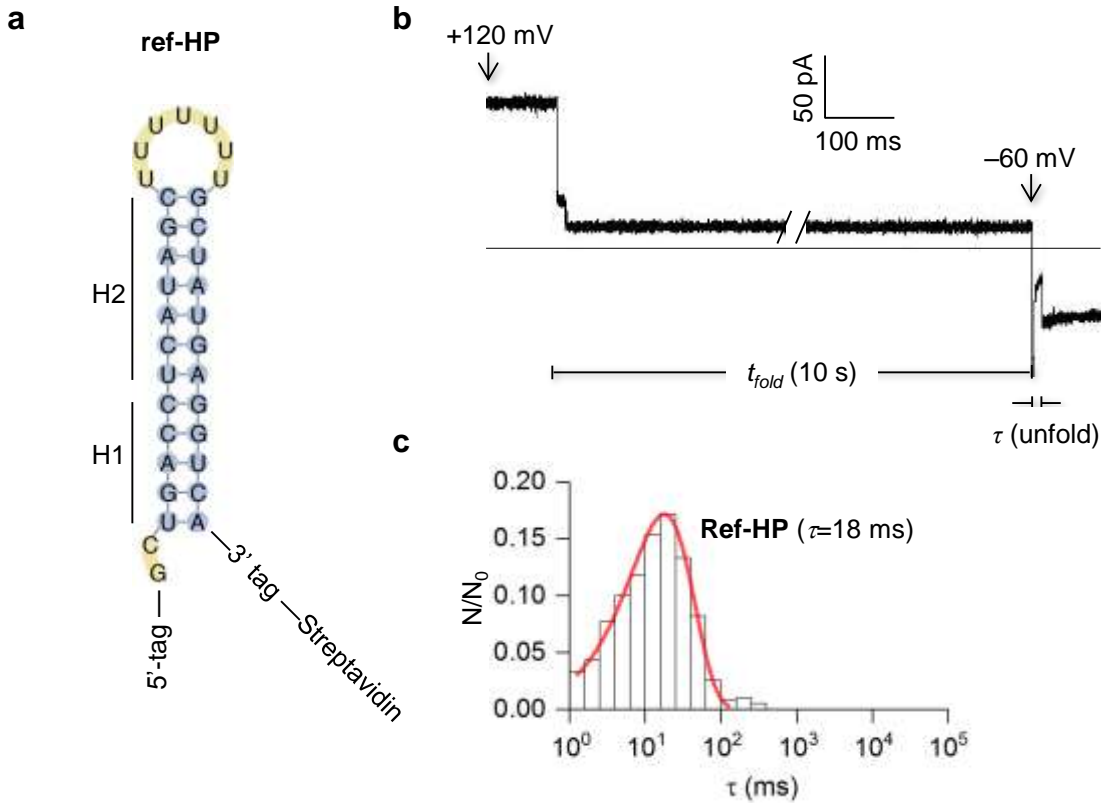 a
ref-HP
U
U U
U U
U U
C G
G C
A U
U A
A U
C G
U A
C G
C G
A U
G C
U A
C
G
H2
H1
5'-tag
3' tag
Streptavidin
b
+120 mV
50 pA
100 ms
–60 mV
t_fold (10 s)
τ (unfold)
c
N/N₀
0.20
0.15
0.10
0.05
0.00
Ref-HP (τ=18 ms)
10⁰ 10¹ 10² 10³ 10⁴ 10⁵
τ (ms)